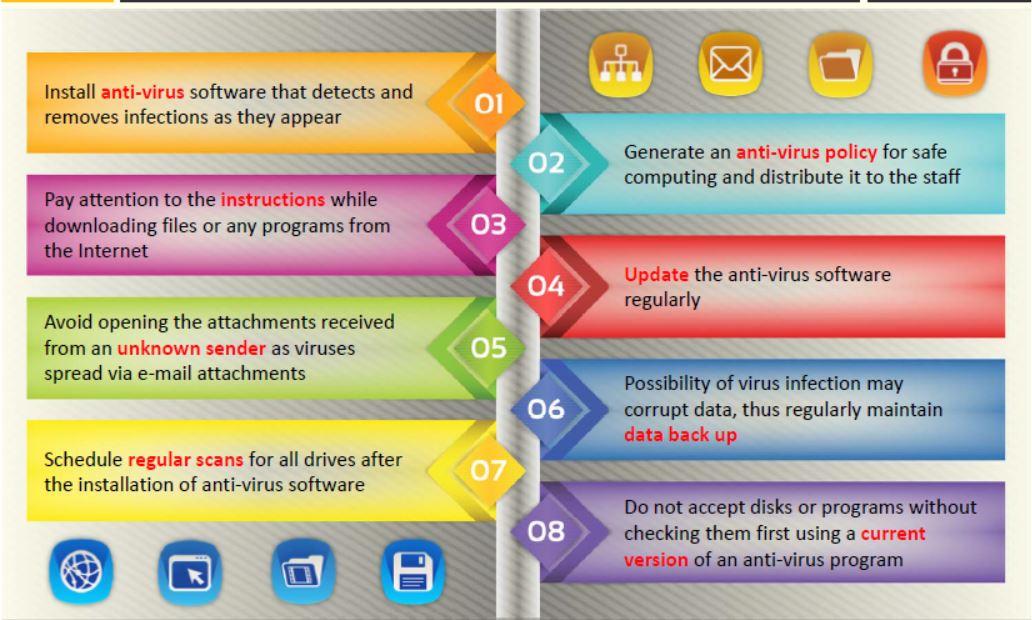 01
Install anti-virus software that detects and
removes infections as they appear
02
Generate an anti-virus policy for safe
computing and distribute it to the staff
03
Pay attention to the instructions while
downloading files or any programs from
the Internet
04
Update the anti-virus software
regularly
05
Avoid opening the attachments received
from an unknown sender as viruses
spread via e-mail attachments
06
Possibility of virus infection may
corrupt data, thus regularly maintain
data back up
07
Schedule regular scans for all drives after
the installation of anti-virus software
08
Do not accept disks or programs without
checking them first using a current
version of an anti-virus program